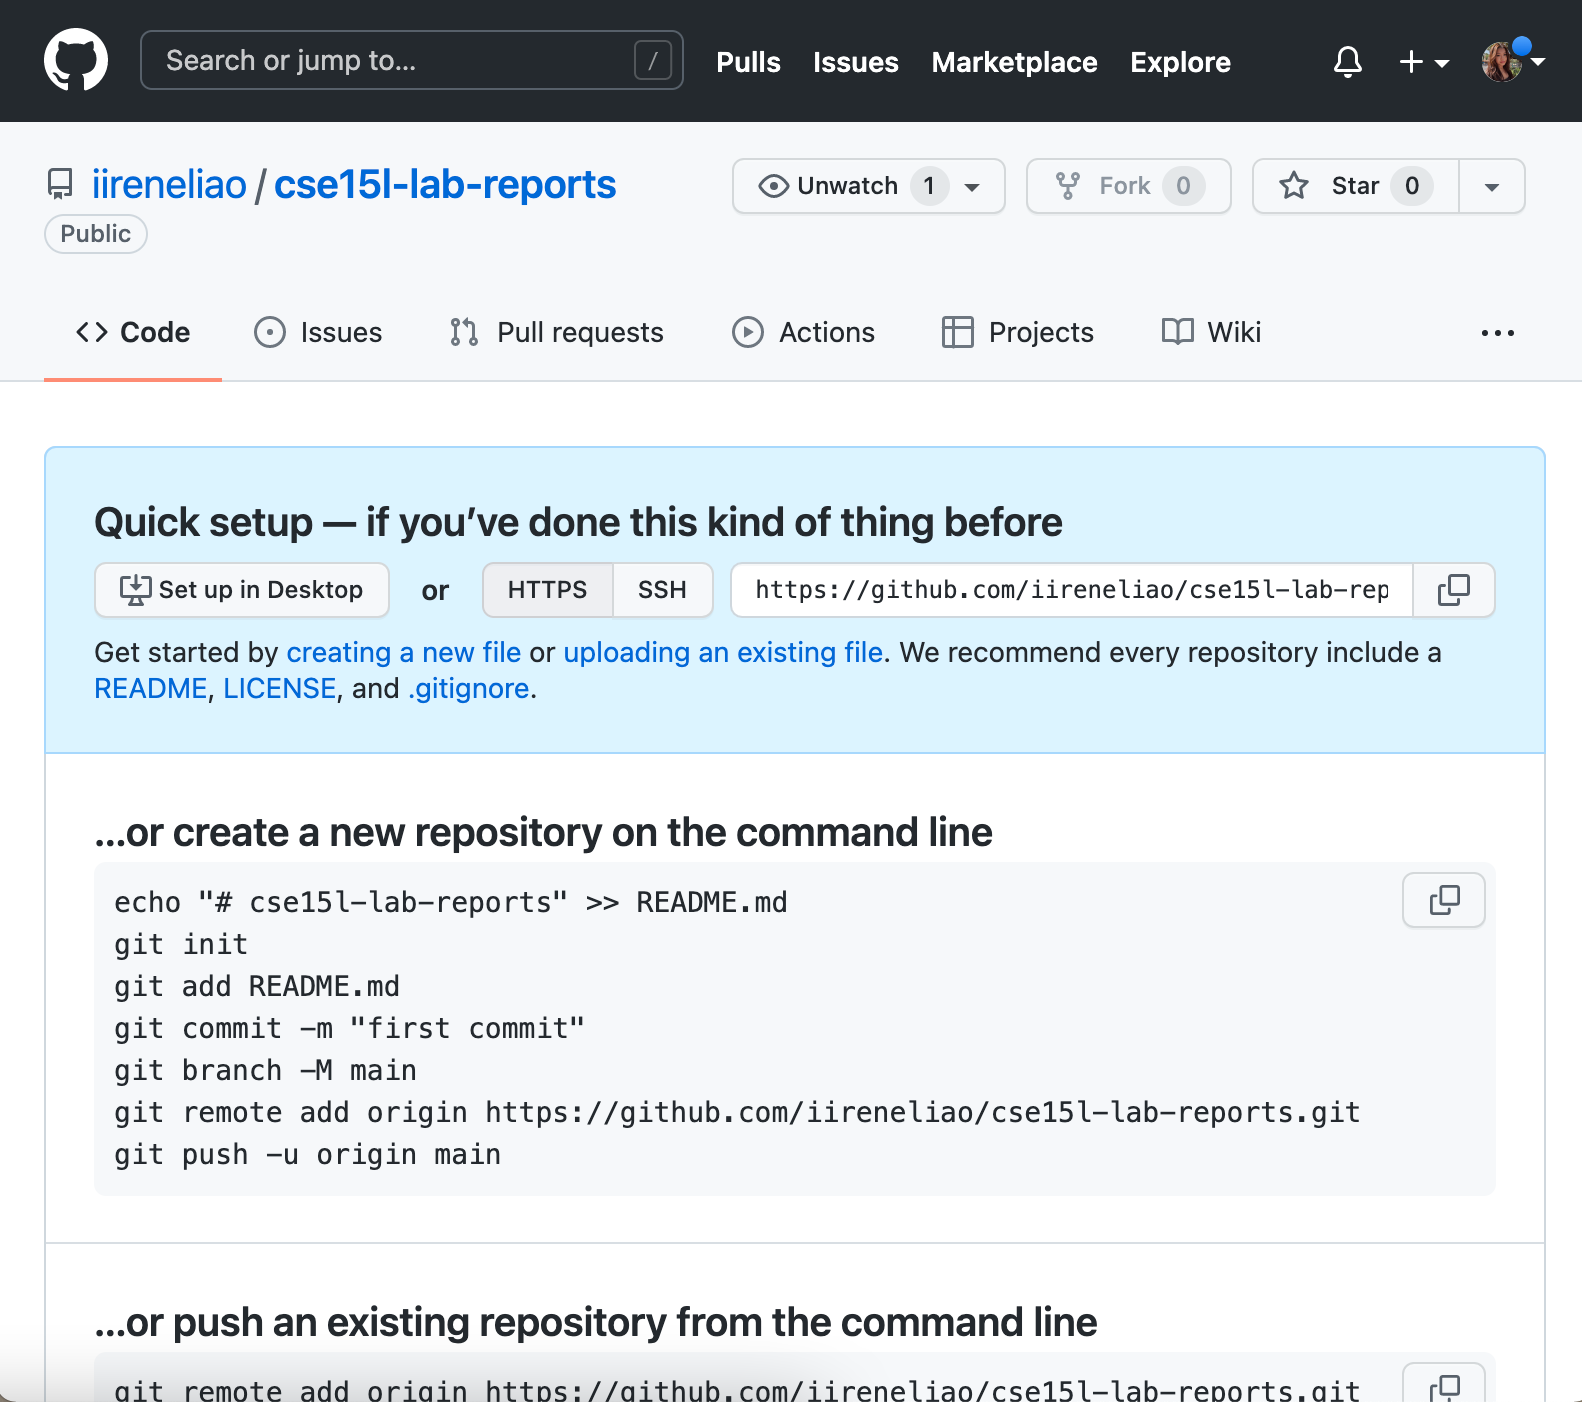 Search or jump to... /
Pulls Issues Marketplace Explore
iireneliao / cse15l-lab-reports
Public
Unwatch 1
Fork 0
Star 0
Code Issues Pull requests Actions Projects Wiki
Quick setup — if you’ve done this kind of thing before
Set up in Desktop or HTTPS SSH https://github.com/iireneliao/cse15l-lab-rep
Get started by creating a new file or uploading an existing file. We recommend every repository include a
README, LICENSE, and .gitignore.
…or create a new repository on the command line
echo "# cse15l-lab-reports" >> README.md
git init
git add README.md
git commit -m "first commit"
git branch -M main
git remote add origin https://github.com/iireneliao/cse15l-lab-reports.git
git push -u origin main
…or push an existing repository from the command line
git remote add origin https://github.com/iireneliao/cse15l-lab-reports.git